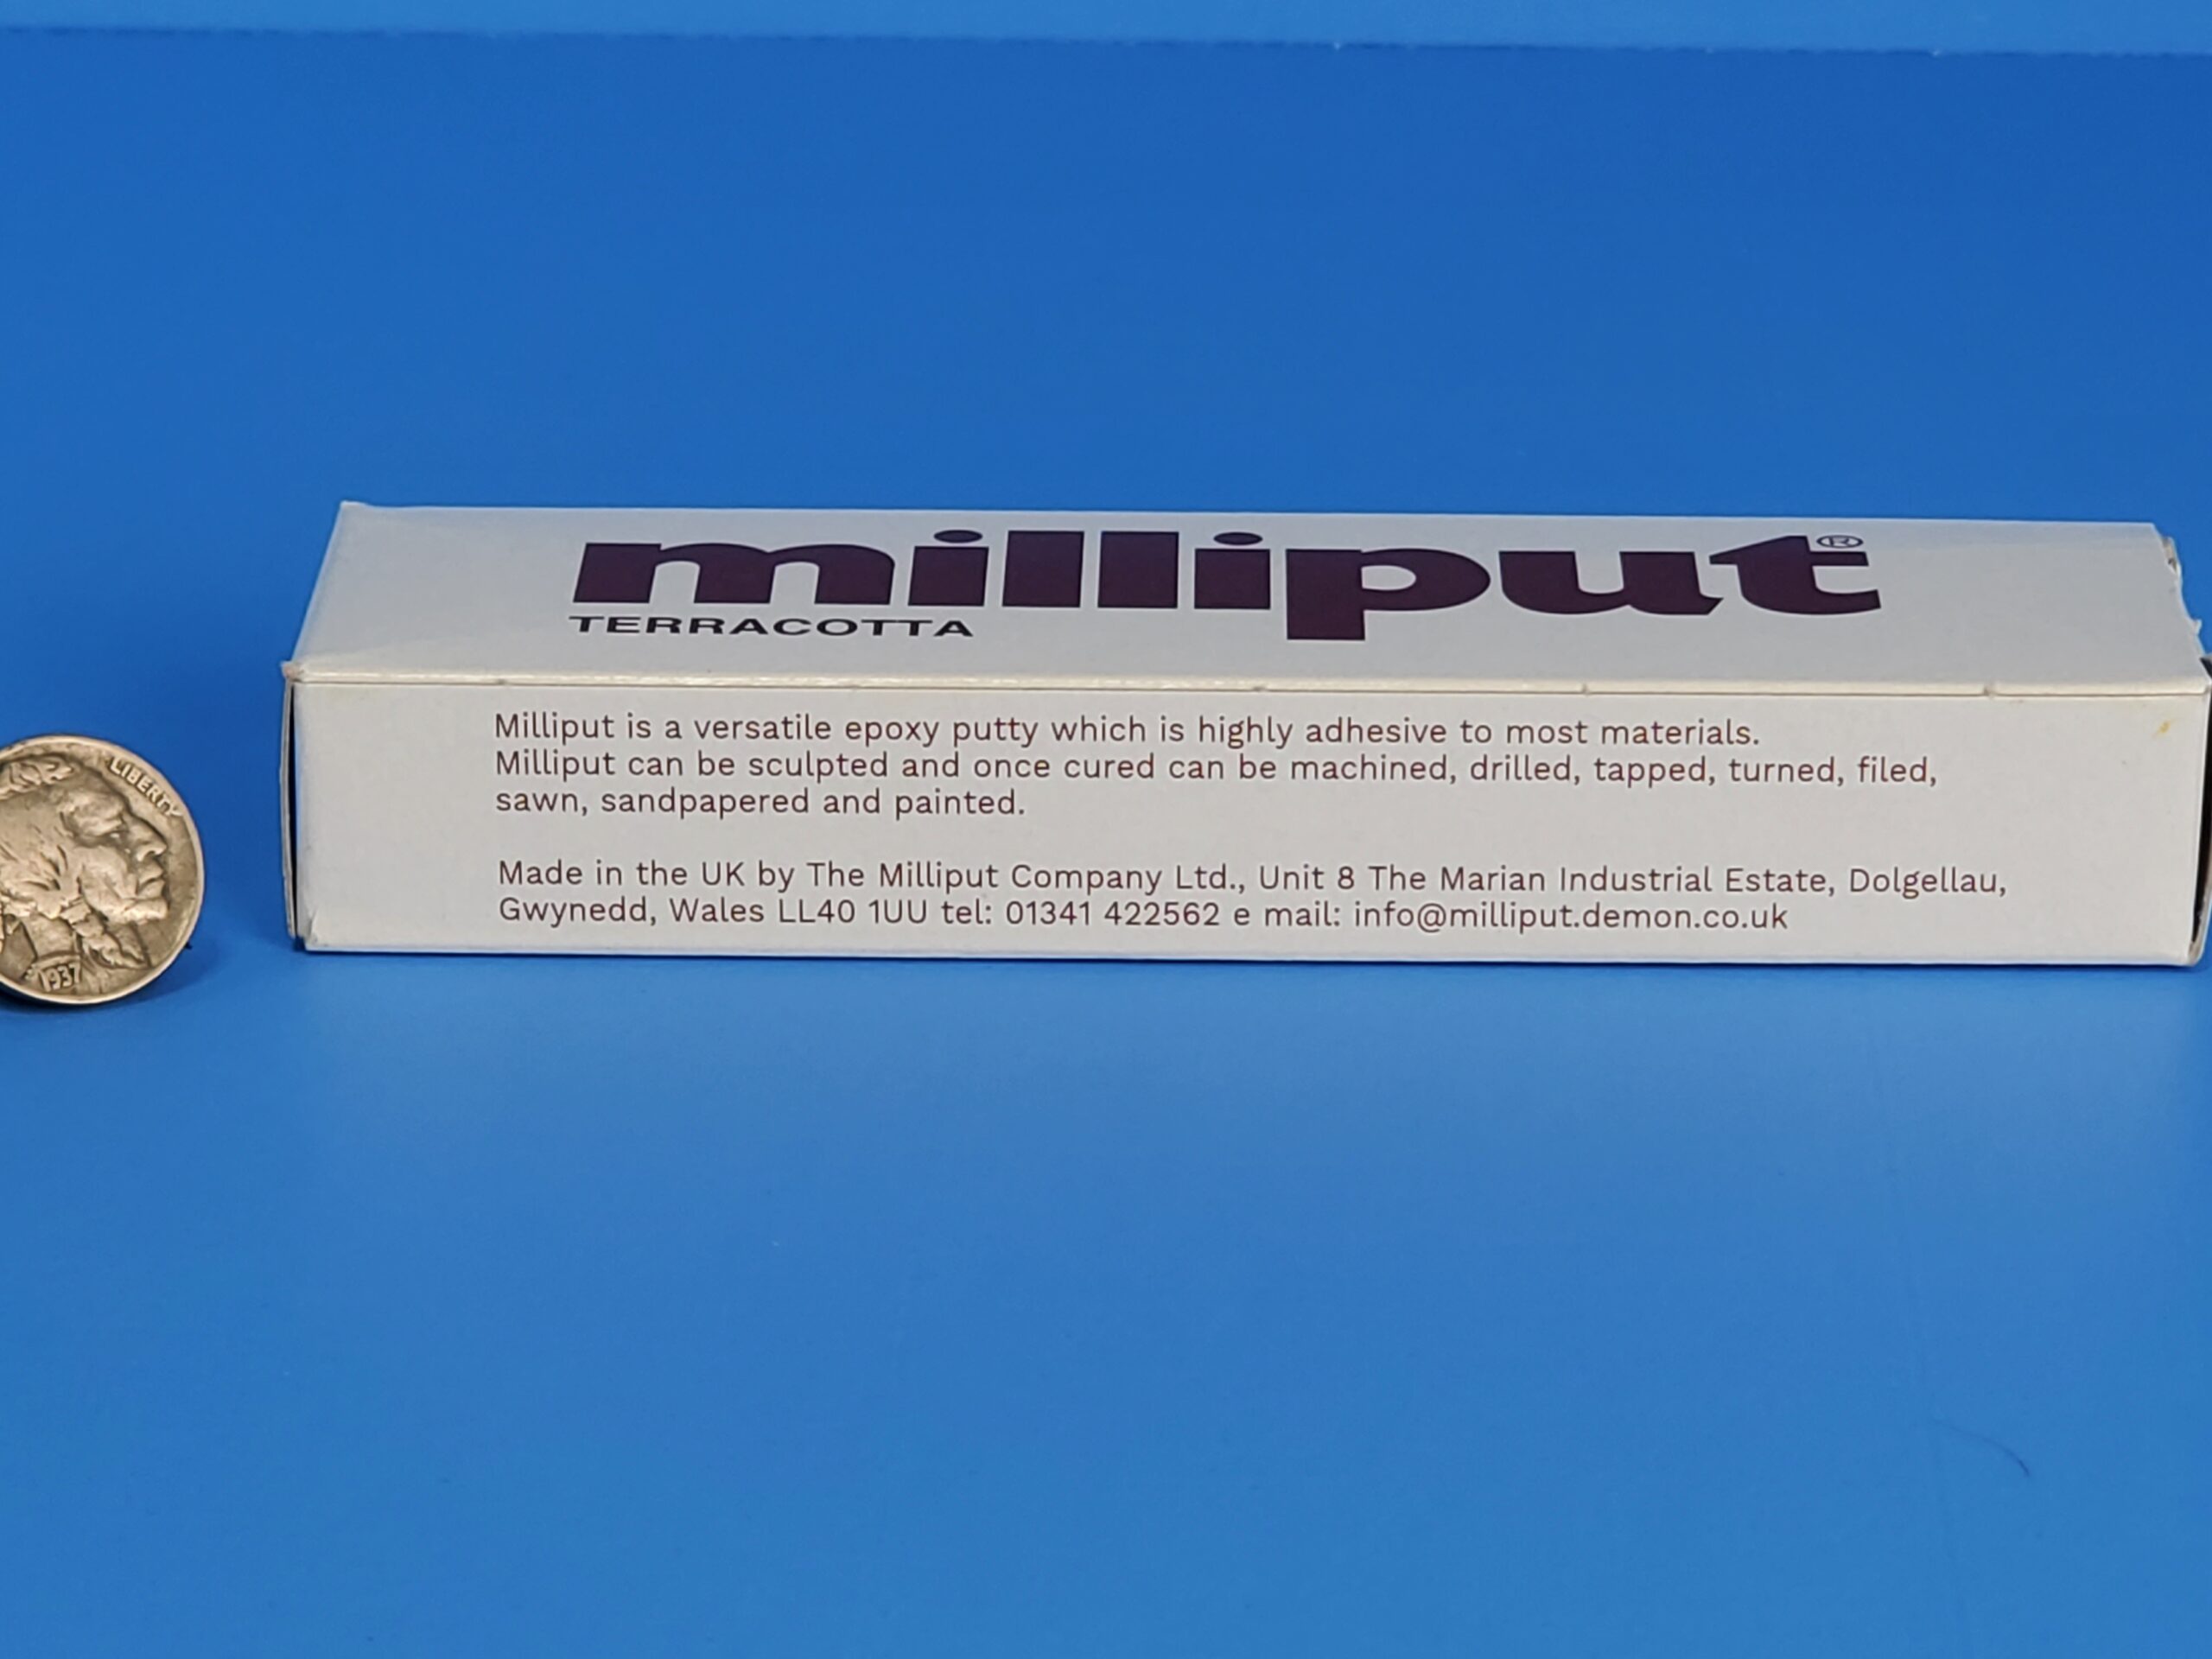 milliput®
TERRACOTTA
Milliput is a versatile epoxy putty which is highly adhesive to most materials.
Milliput can be sculpted and once cured can be machined, drilled, tapped, turned, filed,
sawn, sandpapered and painted.
Made in the UK by The Milliput Company Ltd., Unit 8 The Marian Industrial Estate, Dolgellau,
Gwynedd, Wales LL40 1UU tel: 01341 422562 e mail: info@milliput.demon.co.uk
LIBERTY
1937